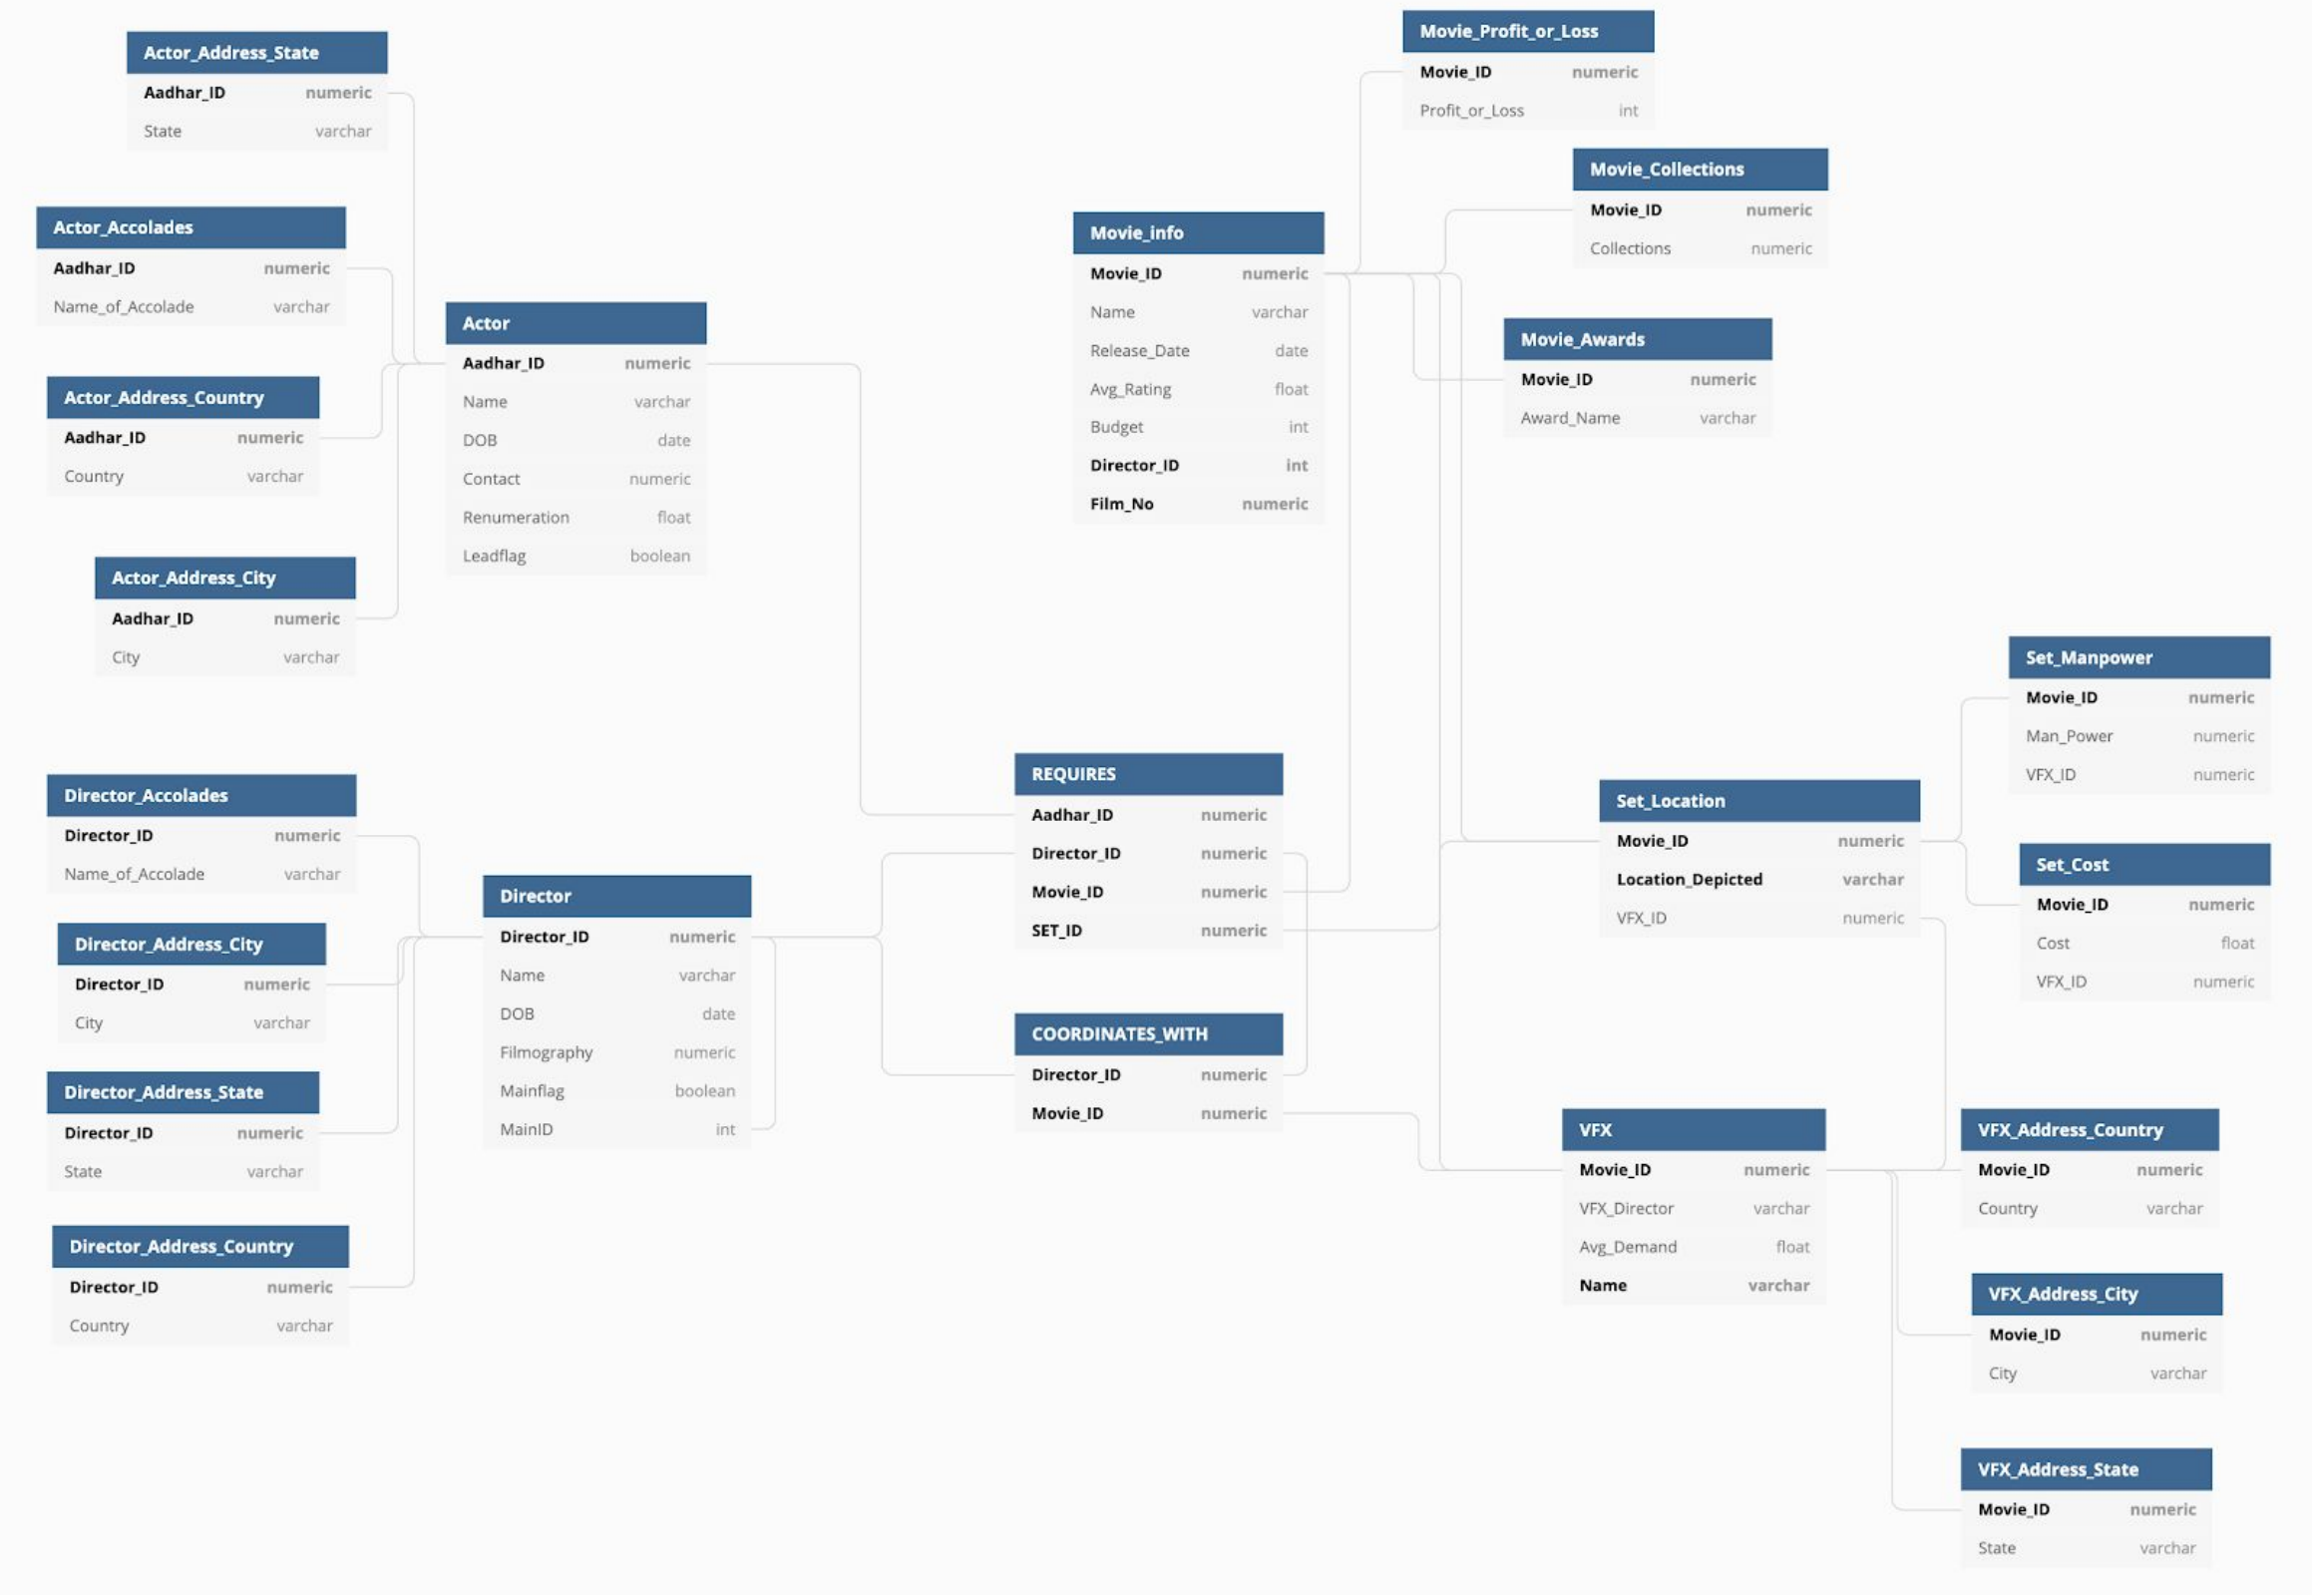 Actor_Address_State
Aadhar_ID numeric
State varchar
Actor_Accolades
Aadhar_ID numeric
Name_of_Accolade varchar
Actor_Address_Country
Aadhar_ID numeric
Country varchar
Actor_Address_City
Aadhar_ID numeric
City varchar
Actor
Aadhar_ID numeric
Name varchar
DOB date
Contact numeric
Renumeration float
Leadflag boolean
Director_Accolades
Director_ID numeric
Name_of_Accolade varchar
Director_Address_City
Director_ID numeric
City varchar
Director_Address_State
Director_ID numeric
State varchar
Director_Address_Country
Director_ID numeric
Country varchar
Director
Director_ID numeric
Name varchar
DOB date
Filmography numeric
Mainflag boolean
MainID int
Movie_info
Movie_ID numeric
Name varchar
Release_Date date
Avg_Rating float
Budget int
Director_ID int
Film_No numeric
REQUIRES
Aadhar_ID numeric
Director_ID numeric
Movie_ID numeric
SET_ID numeric
COORDINATES_WITH
Director_ID numeric
Movie_ID numeric
Movie_Profit_or_Loss
Movie_ID numeric
Profit_or_Loss int
Movie_Collections
Movie_ID numeric
Collections numeric
Movie_Awards
Movie_ID numeric
Award_Name varchar
Set_Location
Movie_ID numeric
Location_Depicted varchar
VFX_ID numeric
Set_Manpower
Movie_ID numeric
Man_Power numeric
VFX_ID numeric
Set_Cost
Movie_ID numeric
Cost float
VFX_ID numeric
VFX
Movie_ID numeric
VFX_Director varchar
Avg_Demand float
Name varchar
VFX_Address_Country
Movie_ID numeric
Country varchar
VFX_Address_City
Movie_ID numeric
City varchar
VFX_Address_State
Movie_ID numeric
State varchar